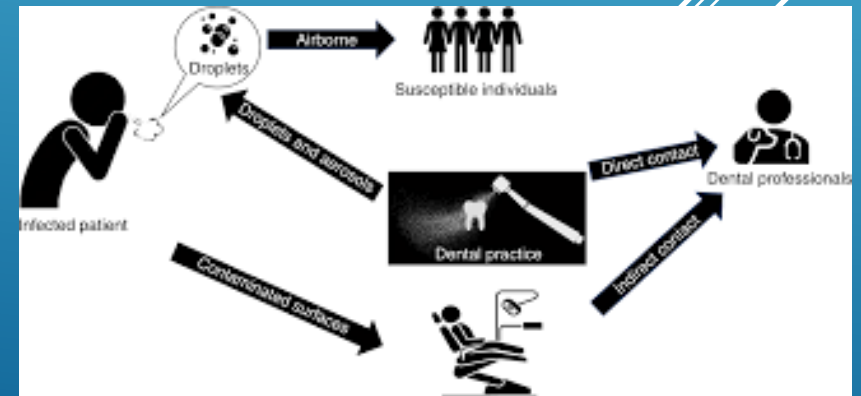 Airborne
Droplets
Susceptible individuals
Droplets and aerosols
Direct contact
Dental professionals
Infected patient
Dental practice
Indirect contact
Contaminated surfaces